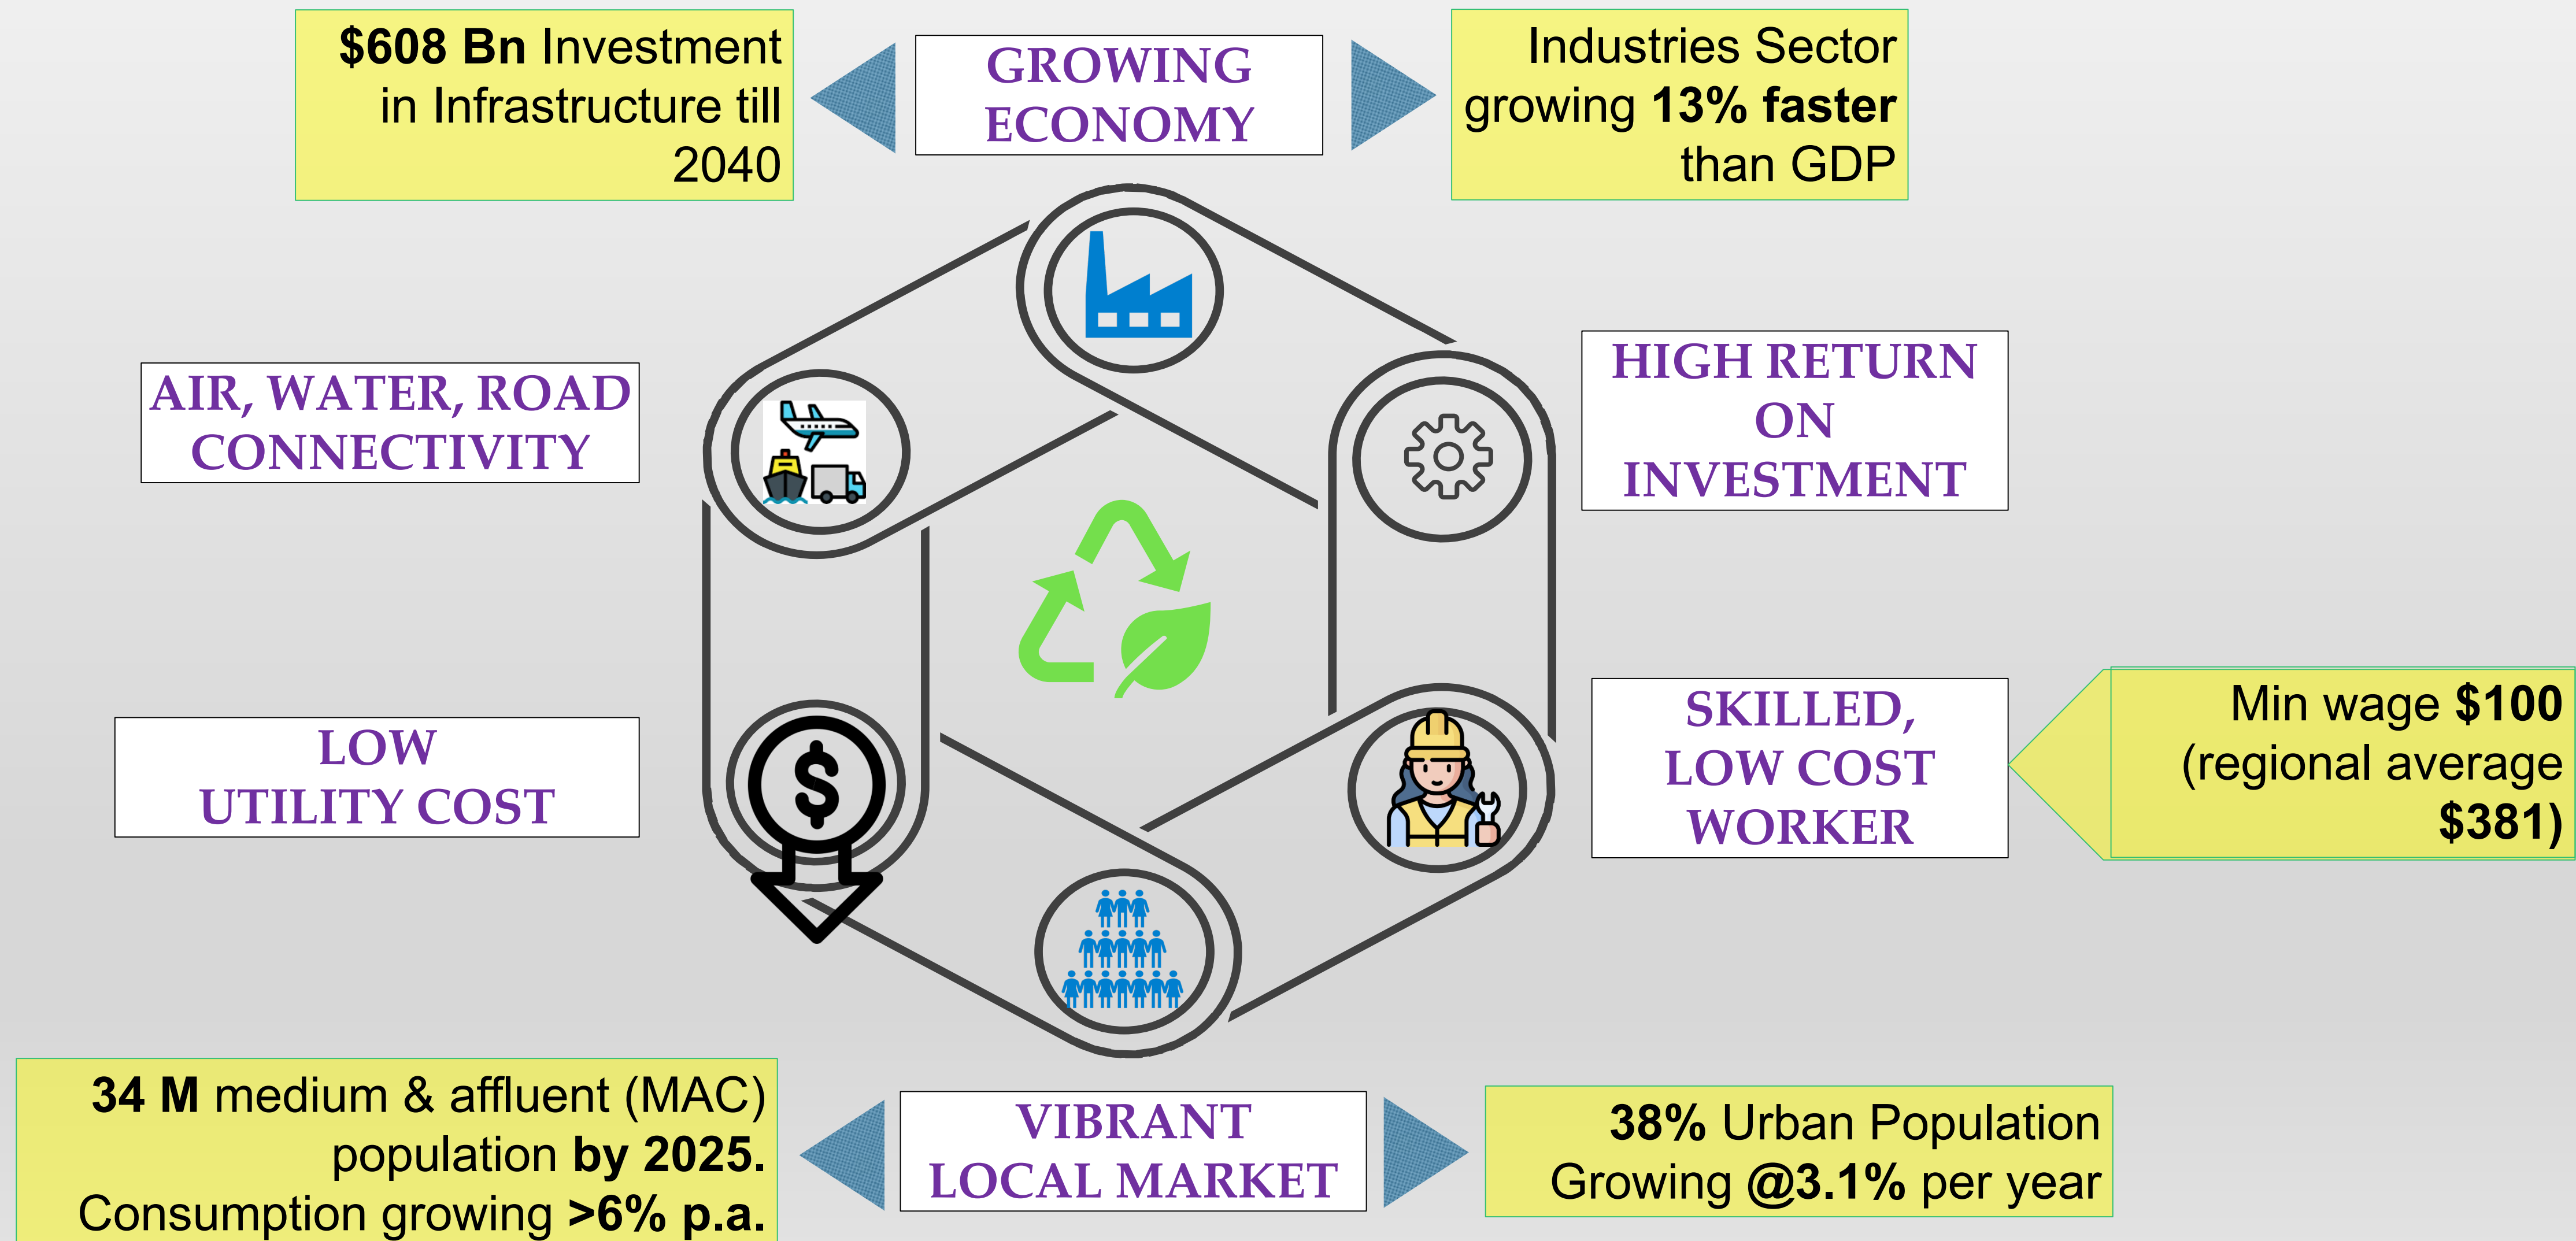 $608 Bn Investment
in Infrastructure till
2040
GROWING
ECONOMY
Industries Sector
growing 13% faster
than GDP
AIR, WATER, ROAD
CONNECTIVITY
HIGH RETURN
ON
INVESTMENT
LOW
UTILITY COST
$
SKILLED,
LOW COST
WORKER
Min wage $100
(regional average
$381)
34 M medium & affluent (MAC)
population by 2025.
Consumption growing >6% p.a.
VIBRANT
LOCAL MARKET
38% Urban Population
Growing @3.1% per year